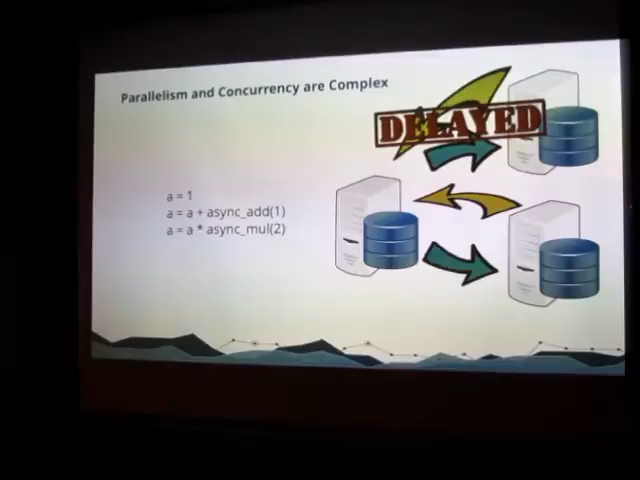 Parallelism and Concurrency are Complex
DELAYED
a = 1
a = a + async_add(1)
a = a * async_mul(2)